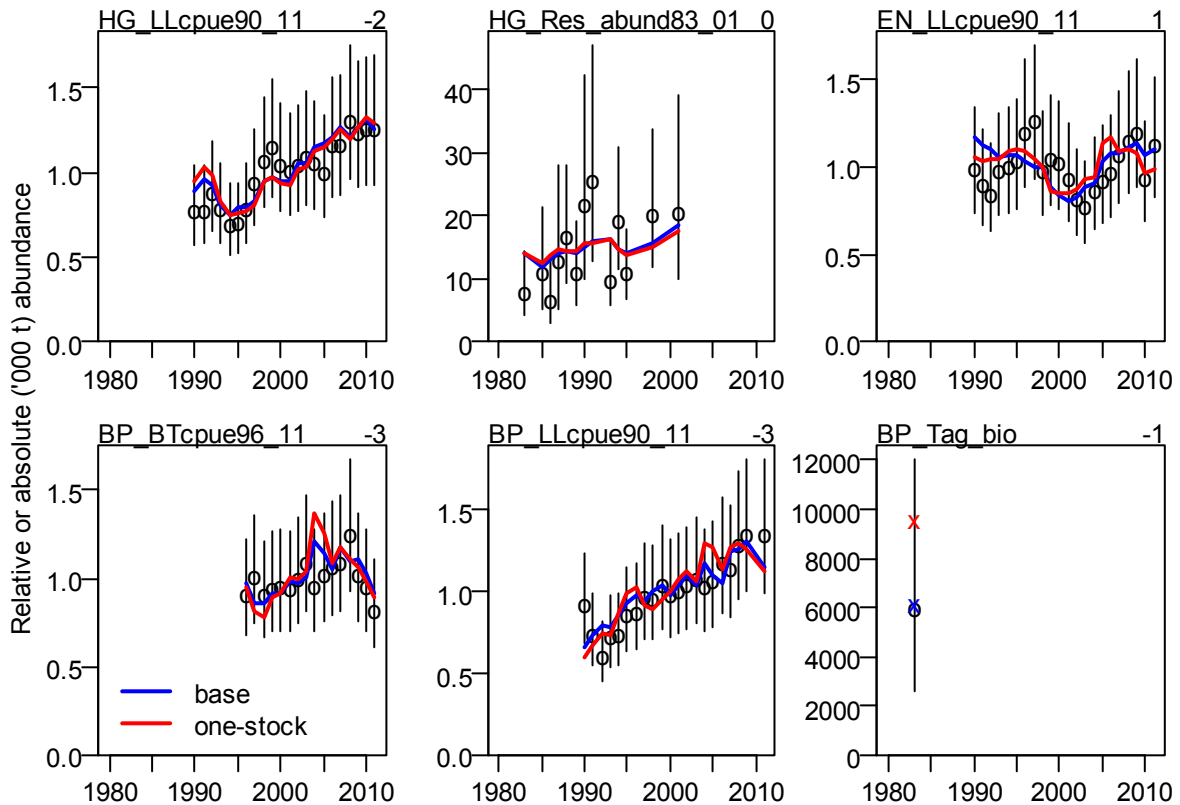 HG_LLcpue90_11 -2
HG_Res_abund83_01 0
EN_LLcpue90_11 1
Relative or absolute ('000 t) abundance
1.5
1.0
0.5
0.0
1980 1990 2000 2010
40
30
20
10
0
1980 1990 2000 2010
1.5
1.0
0.5
0.0
1980 1990 2000 2010
BP_BTcpue96_11 -3
BP_LLcpue90_11 -3
BP_Tag_bio -1
1.5
1.0
0.5
0.0
base
one-stock
1980 1990 2000 2010
1.5
1.0
0.5
0.0
1980 1990 2000 2010
12000
10000
8000
6000
4000
2000
0
x
x
1980 1990 2000 2010